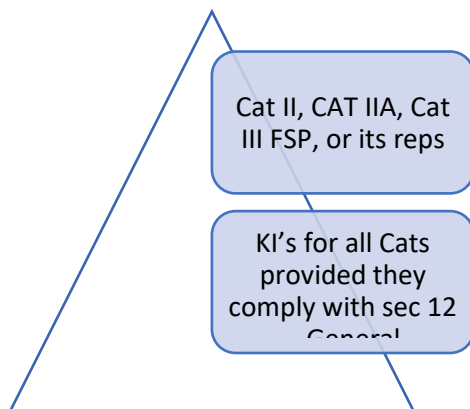 Cat II, CAT IIA, Cat
III FSP, or its reps
KI's for all Cats
provided they
comply with sec 12
General